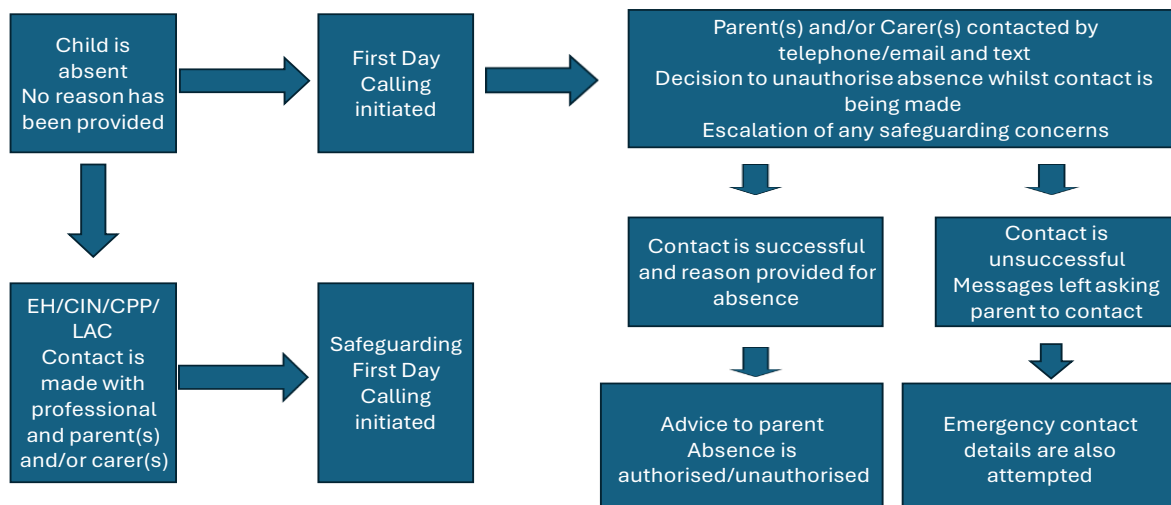 Child is
absent
No reason has
been provided
First Day
Calling
initiated
Parent(s) and/or Carer(s) contacted by
telephone/email and text
Decision to unauthorise absence whilst contact is
being made
Escalation of any safeguarding concerns
Contact is successful
and reason provided for
absence
Contact is
unsuccessful
Messages left asking
parent to contact
EH/CIN/CPP/
LAC
Contact is
made with
professional
and parent(s)
and/or carer(s)
Safeguarding
First Day
Calling
initiated
Advice to parent
Absence is
authorised/unauthorised
Emergency contact
details are also
attempted